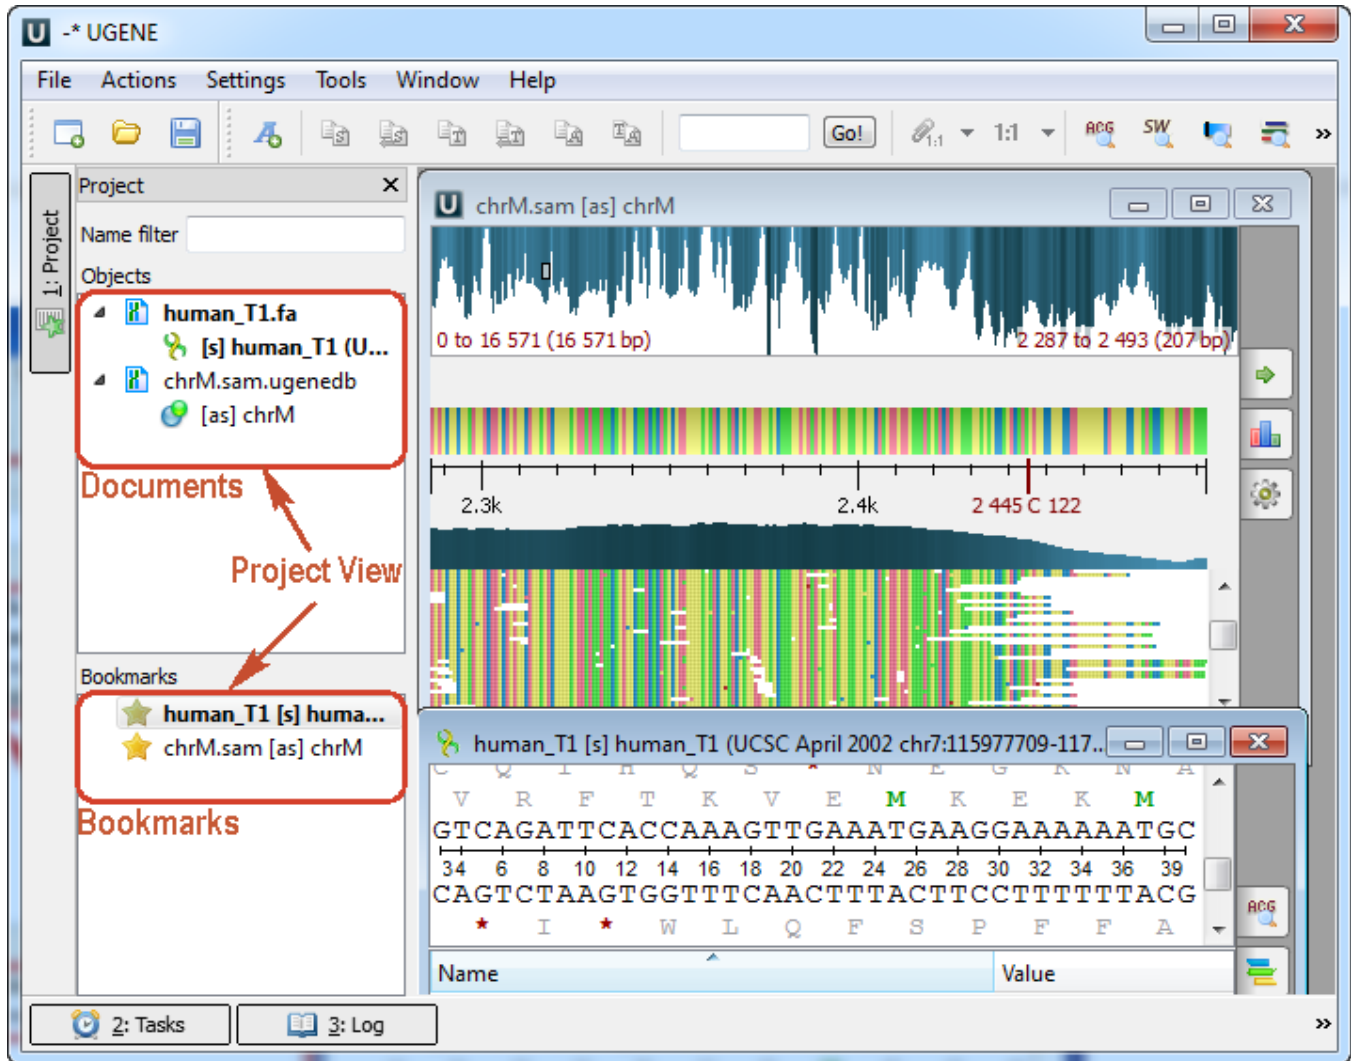 -* UGENE
File Actions Settings Tools Window Help
Go! 1:1 1:1 ACG SW »
1: Project
Project
Name filter
Objects
human_T1.fa
[s] human_T1 (U...
chrM.sam.ugenedb
[as] chrM
Documents
Project View
Bookmarks
human_T1 [s] huma...
chrM.sam [as] chrM
Bookmarks
chrM.sam [as] chrM
0 to 16 571 (16 571 bp)
2 287 to 2 493 (207 bp)
2.3k 2.4k 2 445 C 122
human_T1 [s] human_T1 (UCSC April 2002 chr7:115977709-117...
C Q I H Q S * N E G K N A
V R F T K V E M K E K M
GTCAGATTCACCAAAGTTGAAATGAAGGAAAAAATGC
34 6 8 10 12 14 16 18 20 22 24 26 28 30 32 34 36 39
CAGTCTAAGTGGTTTCAACTTTACTTCCTTTTTTACG
* I * W L Q F S P F F A
ACG
Name Value
2: Tasks 3: Log »